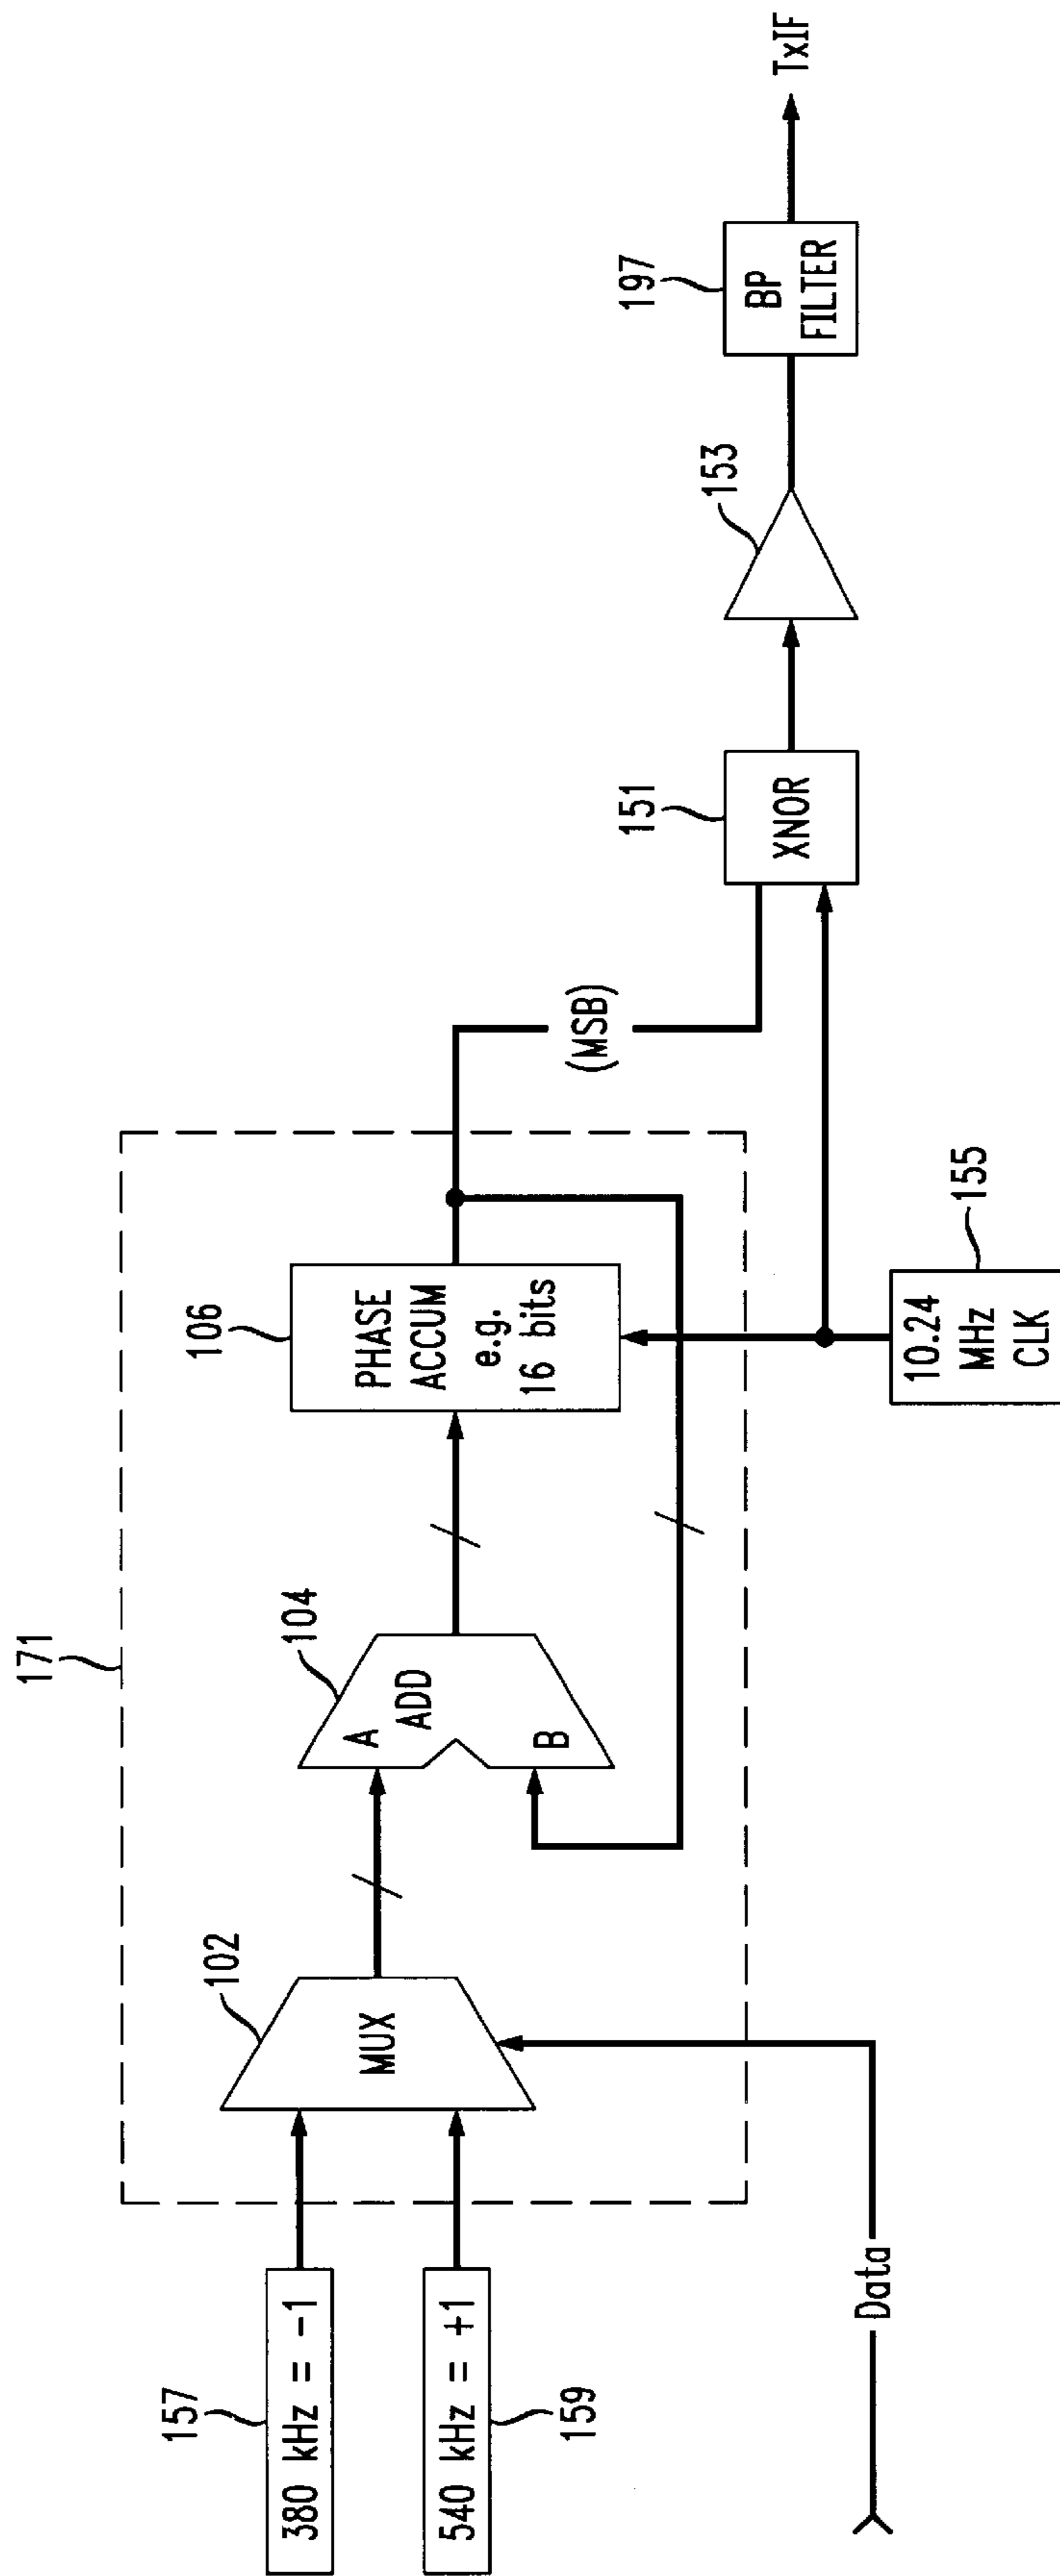 171
157
380 kHz = -1
540 kHz = +1
159
102
MUX
104
A
ADD
B
106
PHASE
ACCUM
e.g.
16 bits
(MSB)
Data
10.24
MHz
CLK
155
151
XNOR
153
197
BP
FILTER
TxIF